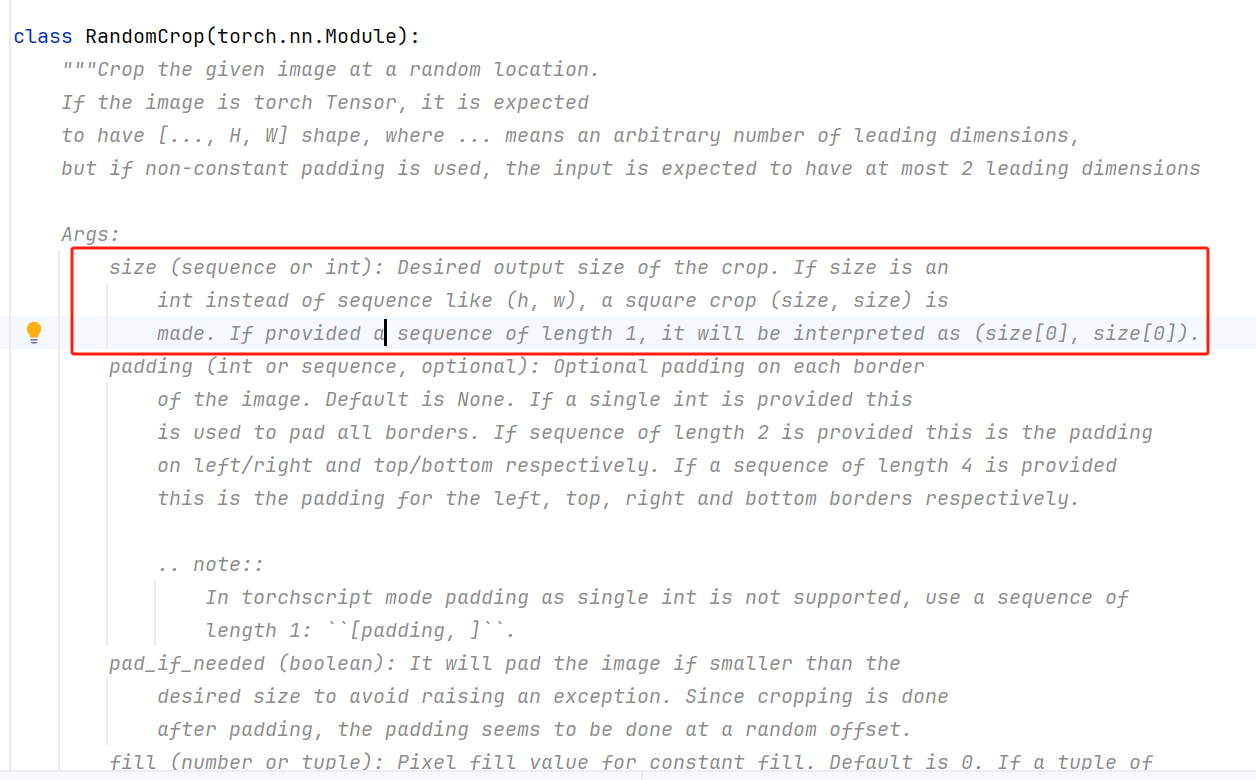 class RandomCrop(torch.nn.Module):
"""Crop the given image at a random location.
If the image is torch Tensor, it is expected
to have [..., H, W] shape, where ... means an arbitrary number of leading dimensions,
but if non-constant padding is used, the input is expected to have at most 2 leading dimensions
Args:
size (sequence or int): Desired output size of the crop. If size is an
int instead of sequence like (h, w), a square crop (size, size) is
made. If provided a sequence of length 1, it will be interpreted as (size[0], size[0]).
padding (int or sequence, optional): Optional padding on each border
of the image. Default is None. If a single int is provided this
is used to pad all borders. If sequence of length 2 is provided this is the padding
on left/right and top/bottom respectively. If a sequence of length 4 is provided
this is the padding for the left, top, right and bottom borders respectively.
.. note::
In torchscript mode padding as single int is not supported, use a sequence of
length 1: ``[padding, ]``.
pad_if_needed (boolean): It will pad the image if smaller than the
desired size to avoid raising an exception. Since cropping is done
after padding, the padding seems to be done at a random offset.
fill (number or tuple): Pixel fill value for constant fill. Default is 0. If a tuple of